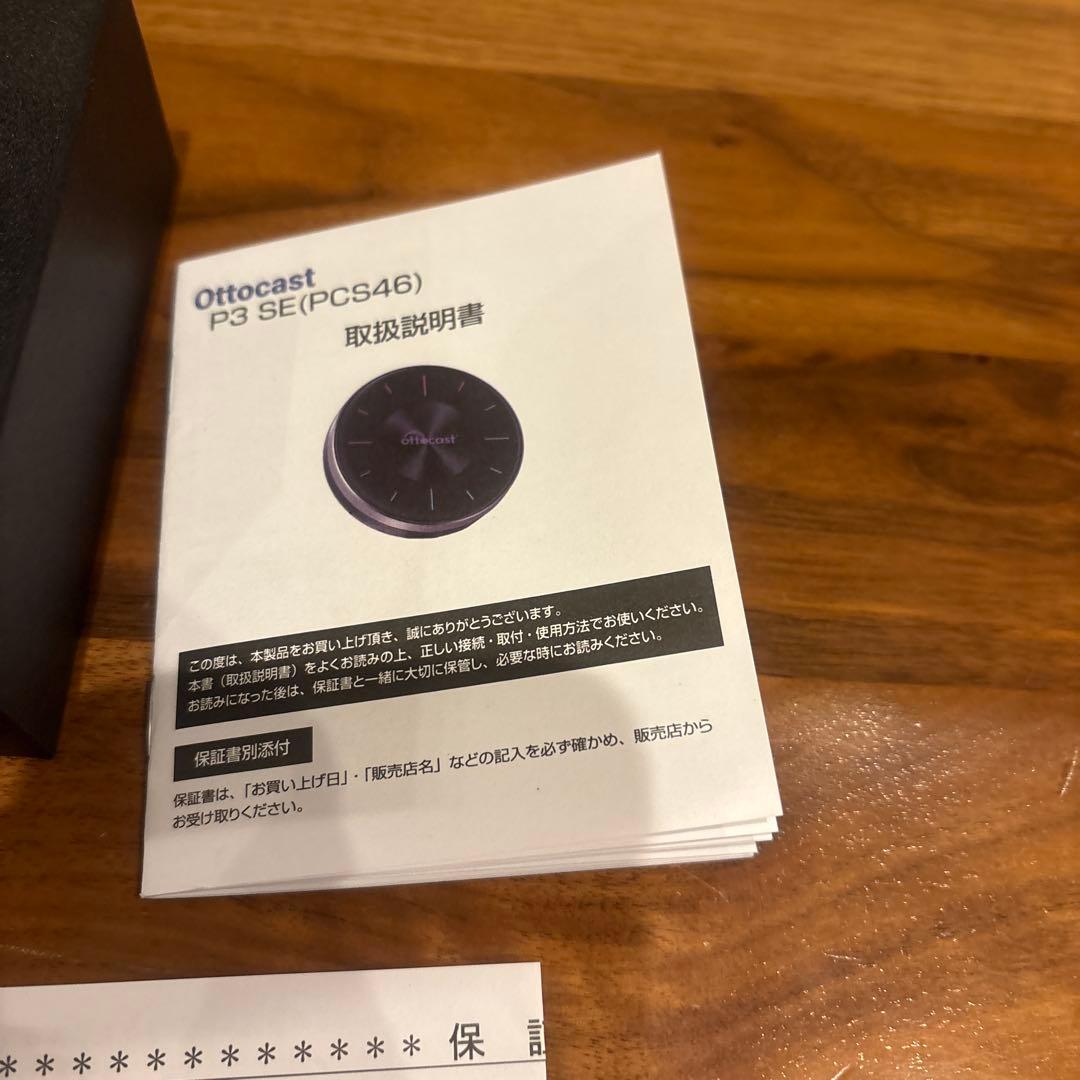 Ottocast
P3 SE(PCS46)
取扱説明書
ottocast
この度は、本製品をお買い上げ頂き、誠にありがとうございます。
本書（取扱説明書）をよくお読みの上、正しい接続・取付・使用方法でお使いください。
お読みになった後は、保証書と一緒に大切に保管し、必要な時にお読みください。
保証書別添付
保証書は、「お買い上げ日」・「販売店名」などの記入を必ず確かめ、販売店から
お受け取りください。
＊＊＊＊＊＊＊＊＊＊＊＊保